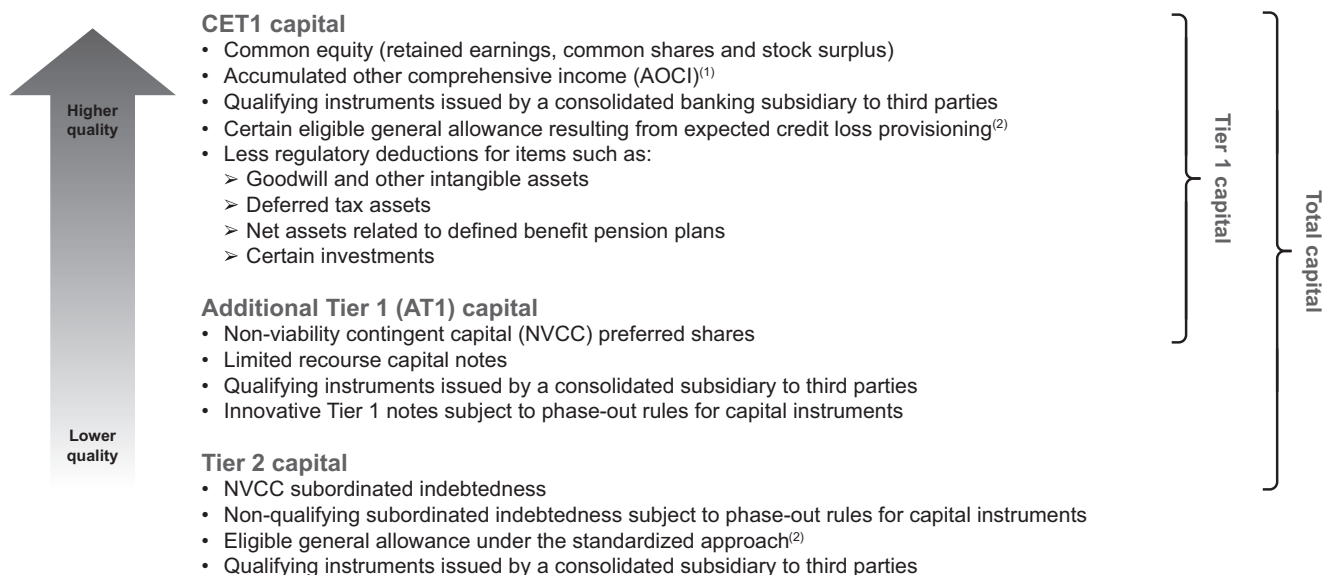 CET1 capital
• Common equity (retained earnings, common shares and stock surplus)
• Accumulated other comprehensive income (AOCI)(1)
• Qualifying instruments issued by a consolidated banking subsidiary to third parties
• Certain eligible general allowance resulting from expected credit loss provisioning(2)
• Less regulatory deductions for items such as:
➢ Goodwill and other intangible assets
➢ Deferred tax assets
➢ Net assets related to defined benefit pension plans
➢ Certain investments
Additional Tier 1 (AT1) capital
• Non-viability contingent capital (NVCC) preferred shares
• Limited recourse capital notes
• Qualifying instruments issued by a consolidated subsidiary to third parties
• Innovative Tier 1 notes subject to phase-out rules for capital instruments
Tier 2 capital
• NVCC subordinated indebtedness
• Non-qualifying subordinated indebtedness subject to phase-out rules for capital instruments
• Eligible general allowance under the standardized approach(2)
• Qualifying instruments issued by a consolidated subsidiary to third parties
Higher
quality
Lower
quality
Tier 1 capital
Total capital